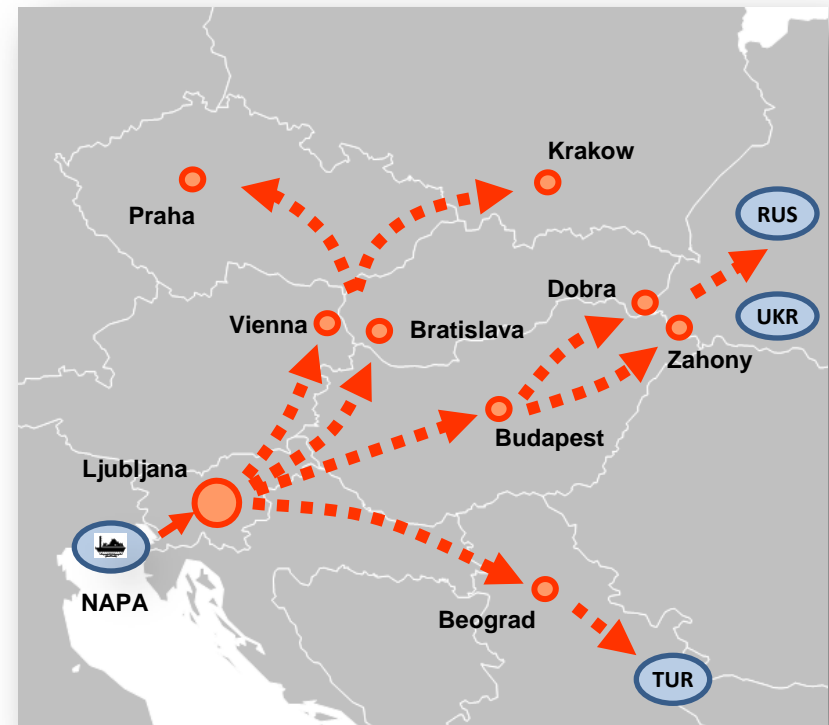 Krakow
Praha
RUS
Dobra
UKR
Vienna
Bratislava
Zahony
Budapest
Ljubljana
NAPA
Beograd
TUR